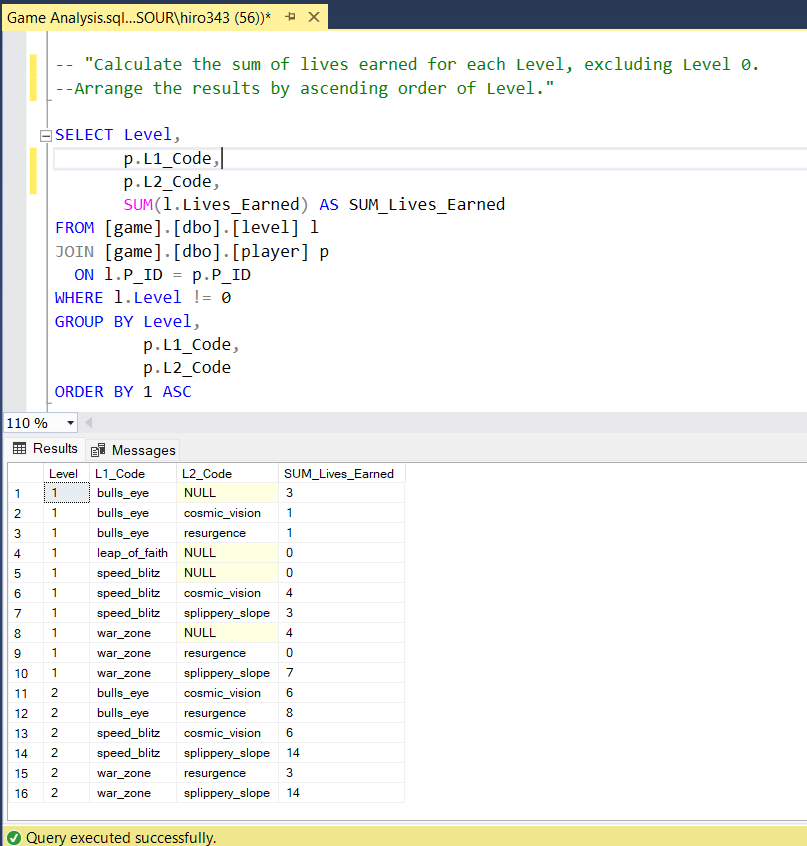 Game Analysis.sql...SOUR\hiro343 (56))*
-- "Calculate the sum of lives earned for each Level, excluding Level 0.
--Arrange the results by ascending order of Level."
SELECT Level,
p.L1_Code,
p.L2_Code,
SUM(l.Lives_Earned) AS SUM_Lives_Earned
FROM [game].[dbo].[level] l
JOIN [game].[dbo].[player] p
ON l.P_ID = p.P_ID
WHERE l.Level != 0
GROUP BY Level,
p.L1_Code,
p.L2_Code
ORDER BY 1 ASC
110 %
Results Messages
Level L1_Code L2_Code SUM_Lives_Earned
1 1 bulls_eye NULL 3
2 1 bulls_eye cosmic_vision 1
3 1 bulls_eye resurgence 1
4 1 leap_of_faith NULL 0
5 1 speed_blitz NULL 0
6 1 speed_blitz cosmic_vision 4
7 1 speed_blitz splippery_slope 3
8 1 war_zone NULL 4
9 1 war_zone resurgence 0
10 1 war_zone splippery_slope 7
11 2 bulls_eye cosmic_vision 6
12 2 bulls_eye resurgence 8
13 2 speed_blitz cosmic_vision 6
14 2 speed_blitz splippery_slope 14
15 2 war_zone resurgence 3
16 2 war_zone splippery_slope 14
Query executed successfully.